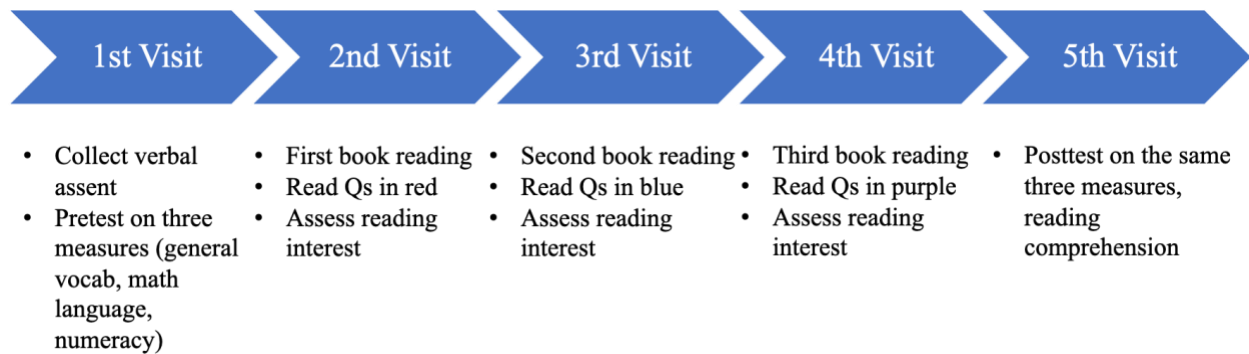 1st Visit
2nd Visit
3rd Visit
4th Visit
5th Visit
• Collect verbal
assent
• Pretest on three
measures (general
vocab, math
language,
numeracy)
• First book reading
• Read Qs in red
• Assess reading
interest
• Second book reading
• Read Qs in blue
• Assess reading
interest
• Third book reading
• Read Qs in purple
• Assess reading
interest
• Posttest on the same
three measures,
reading
comprehension